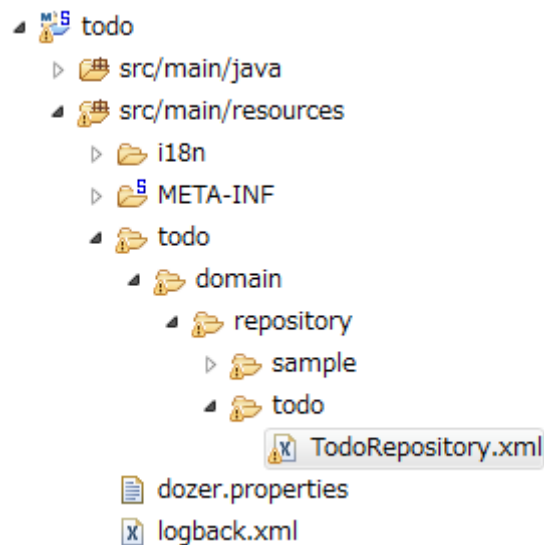 todo
src/main/java
src/main/resources
i18n
META-INF
todo
domain
repository
sample
todo
TodoRepository.xml
dozer.properties
logback.xml